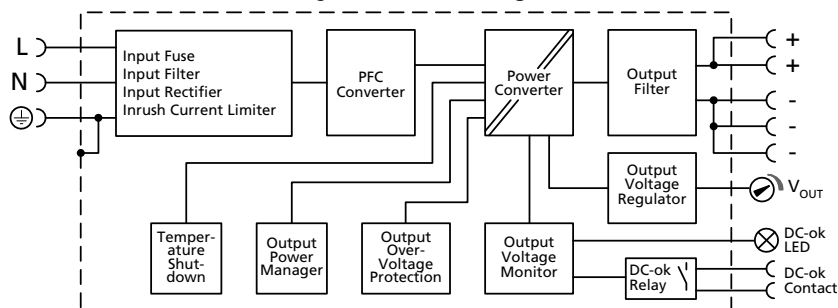 L
N
Input Fuse
Input Filter
Input Rectifier
Inrush Current Limiter
PFC
Converter
Power
Converter
Output
Filter
+
+
-
-
-
Output
Voltage
Regulator
VOUT
Temper-
ature
Shut-
down
Output
Power
Manager
Output
Over-
Voltage
Protection
Output
Voltage
Monitor
DC-ok
Relay
DC-ok
LED
DC-ok
Contact